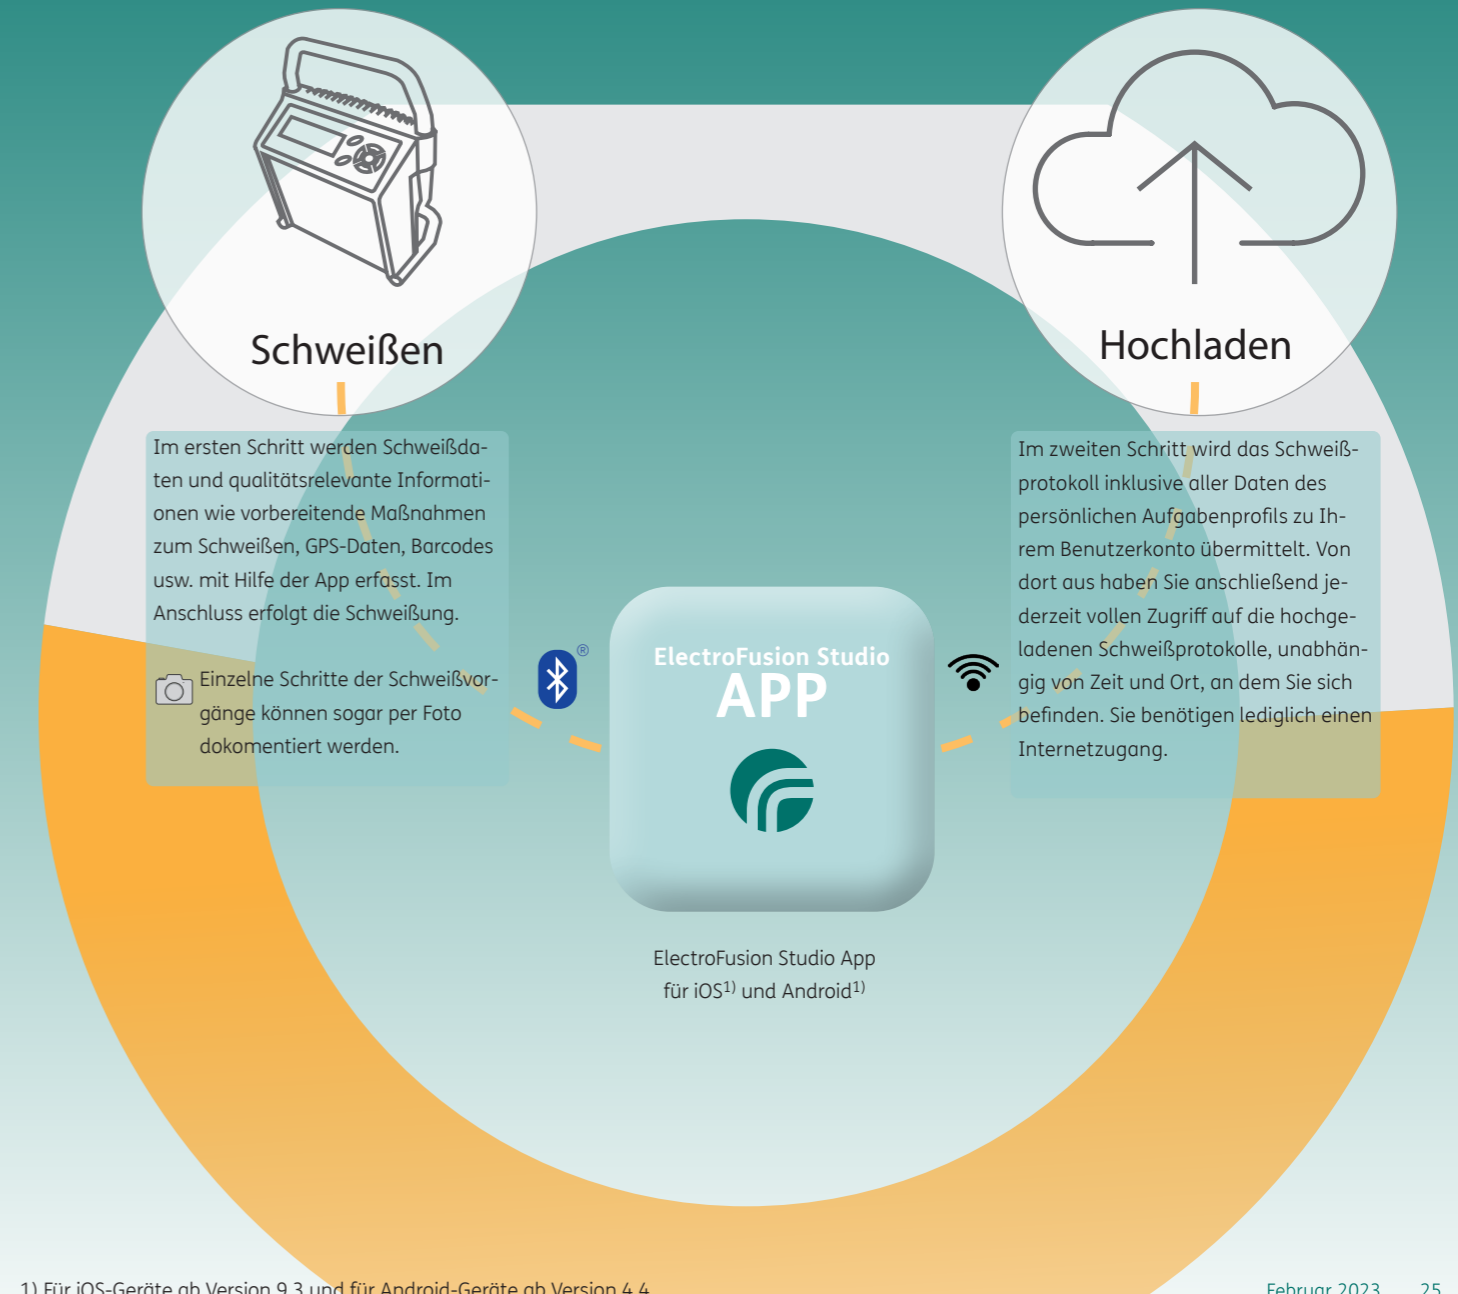 Schweißen
Im ersten Schritt werden Schweißda-
ten und qualitätsrelevante Informati-
onen wie vorbereitende Maßnahmen
zum Schweißen, GPS-Daten, Barcodes
usw. mit Hilfe der App erfasst. Im
Anschluss erfolgt die Schweißung.
Einzelne Schritte der Schweißvor-
gänge können sogar per Foto
dokomentiert werden.
®
ElectroFusion Studio
APP
ElectroFusion Studio App
für iOS1) und Android1)
Hochladen
Im zweiten Schritt wird das Schweiß-
protokoll inklusive aller Daten des
persönlichen Aufgabenprofils zu Ih-
rem Benutzerkonto übermittelt. Von
dort aus haben Sie anschließend je-
derzeit vollen Zugriff auf die hochge-
ladenen Schweißprotokolle, unabhän-
gig von Zeit und Ort, an dem Sie sich
befinden. Sie benötigen lediglich einen
Internetzugang.
1) Für iOS-Geräte ab Version 9.3 und für Android-Geräte ab Version 4.4
Februar 2023 25